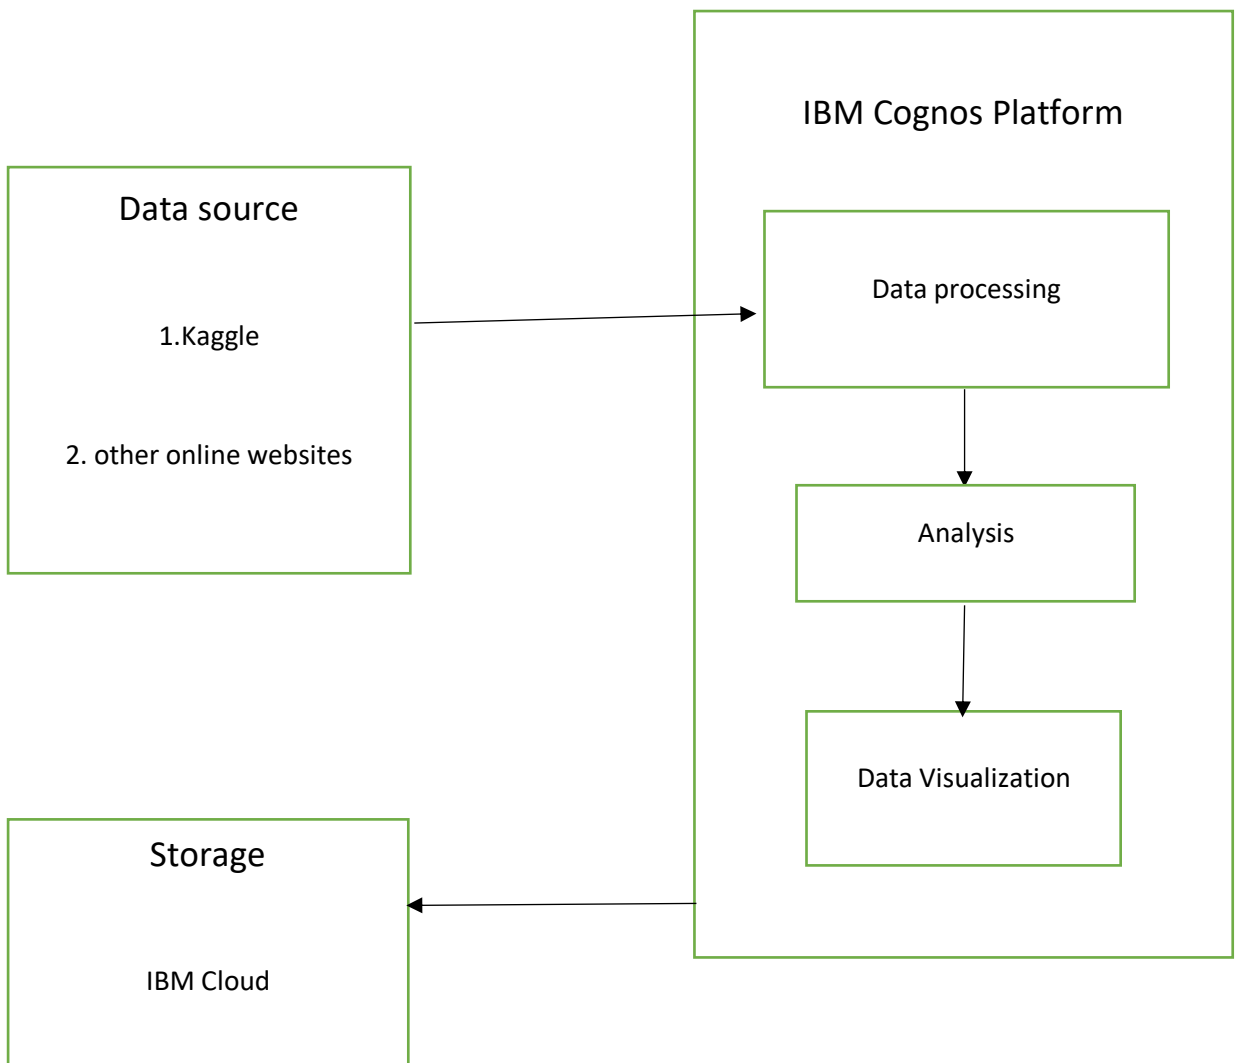 IBM Cognos Platform
Data source
1.Kaggle
2. other online websites
Data processing
Analysis
Data Visualization
Storage
IBM Cloud